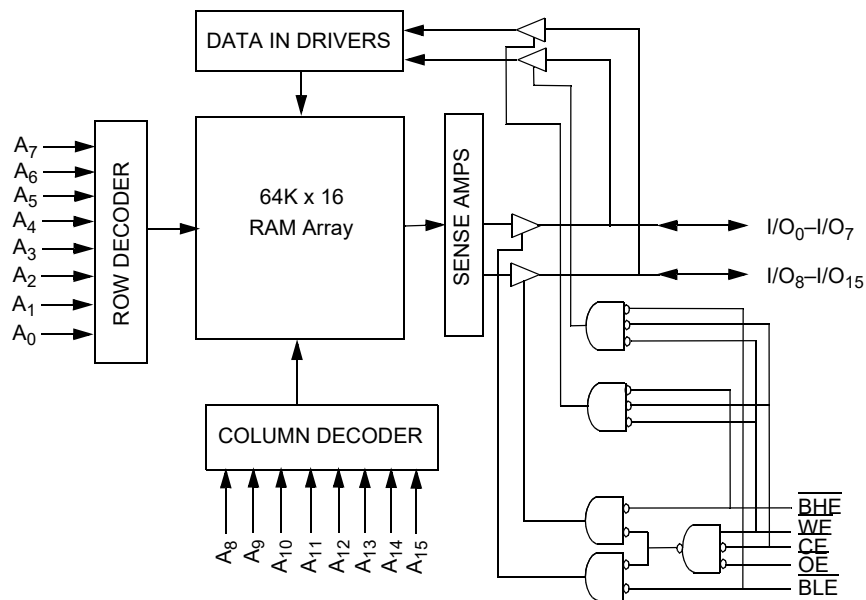 DATA IN DRIVERS
A7
A6
A5
A4
A3
A2
A1
A0
ROW DECODER
64K x 16
RAM Array
SENSE AMPS
I/O0–I/O7
I/O8–I/O15
COLUMN DECODER
A8
A9
A10
A11
A12
A13
A14
A15
BHE
WE
CE
OE
BLE